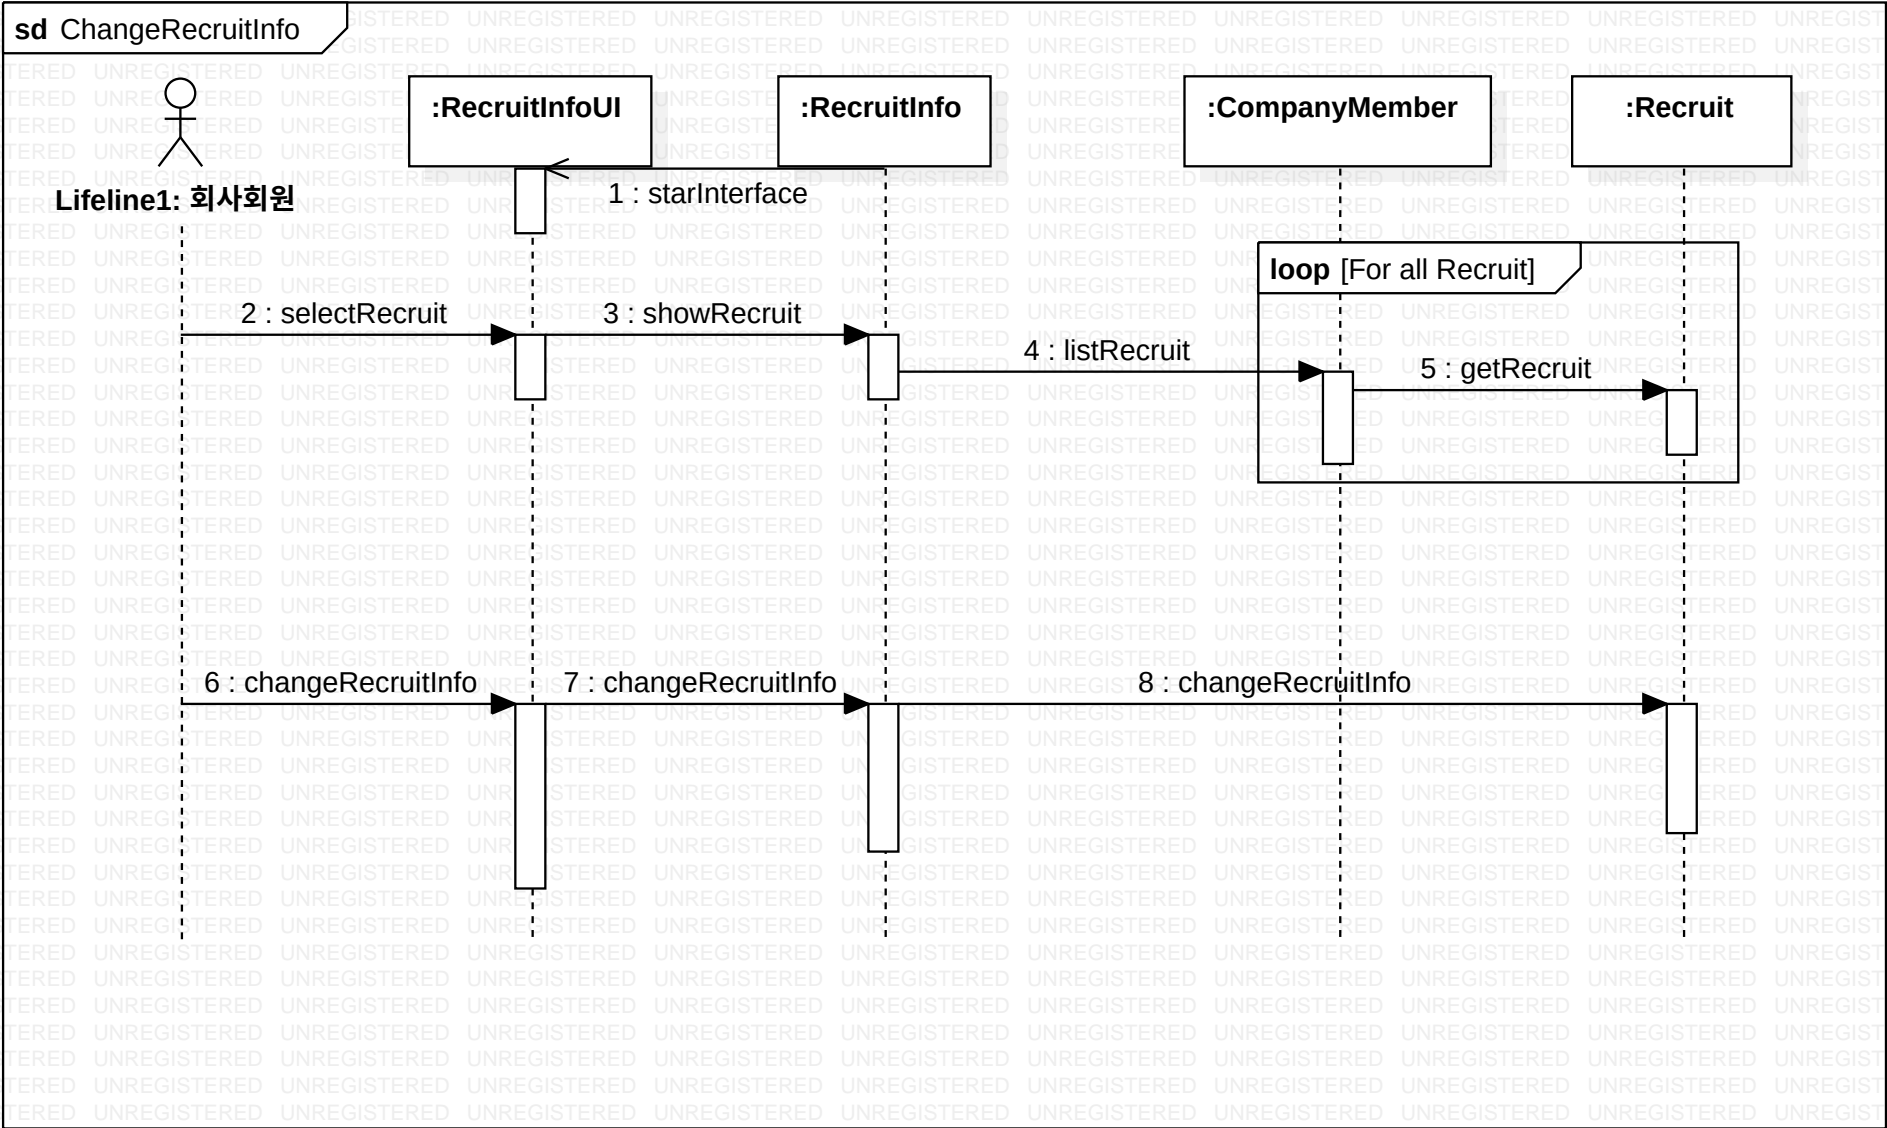 sd ChangeRecruitInfo
:RecruitInfoUI
:RecruitInfo
:CompanyMember
:Recruit
Lifeline1: 회사회원
1 : starInterface
loop [For all Recruit]
2 : selectRecruit
3 : showRecruit
4 : listRecruit
5 : getRecruit
6 : changeRecruitInfo
7 : changeRecruitInfo
8 : changeRecruitInfo
UNREGISTERED